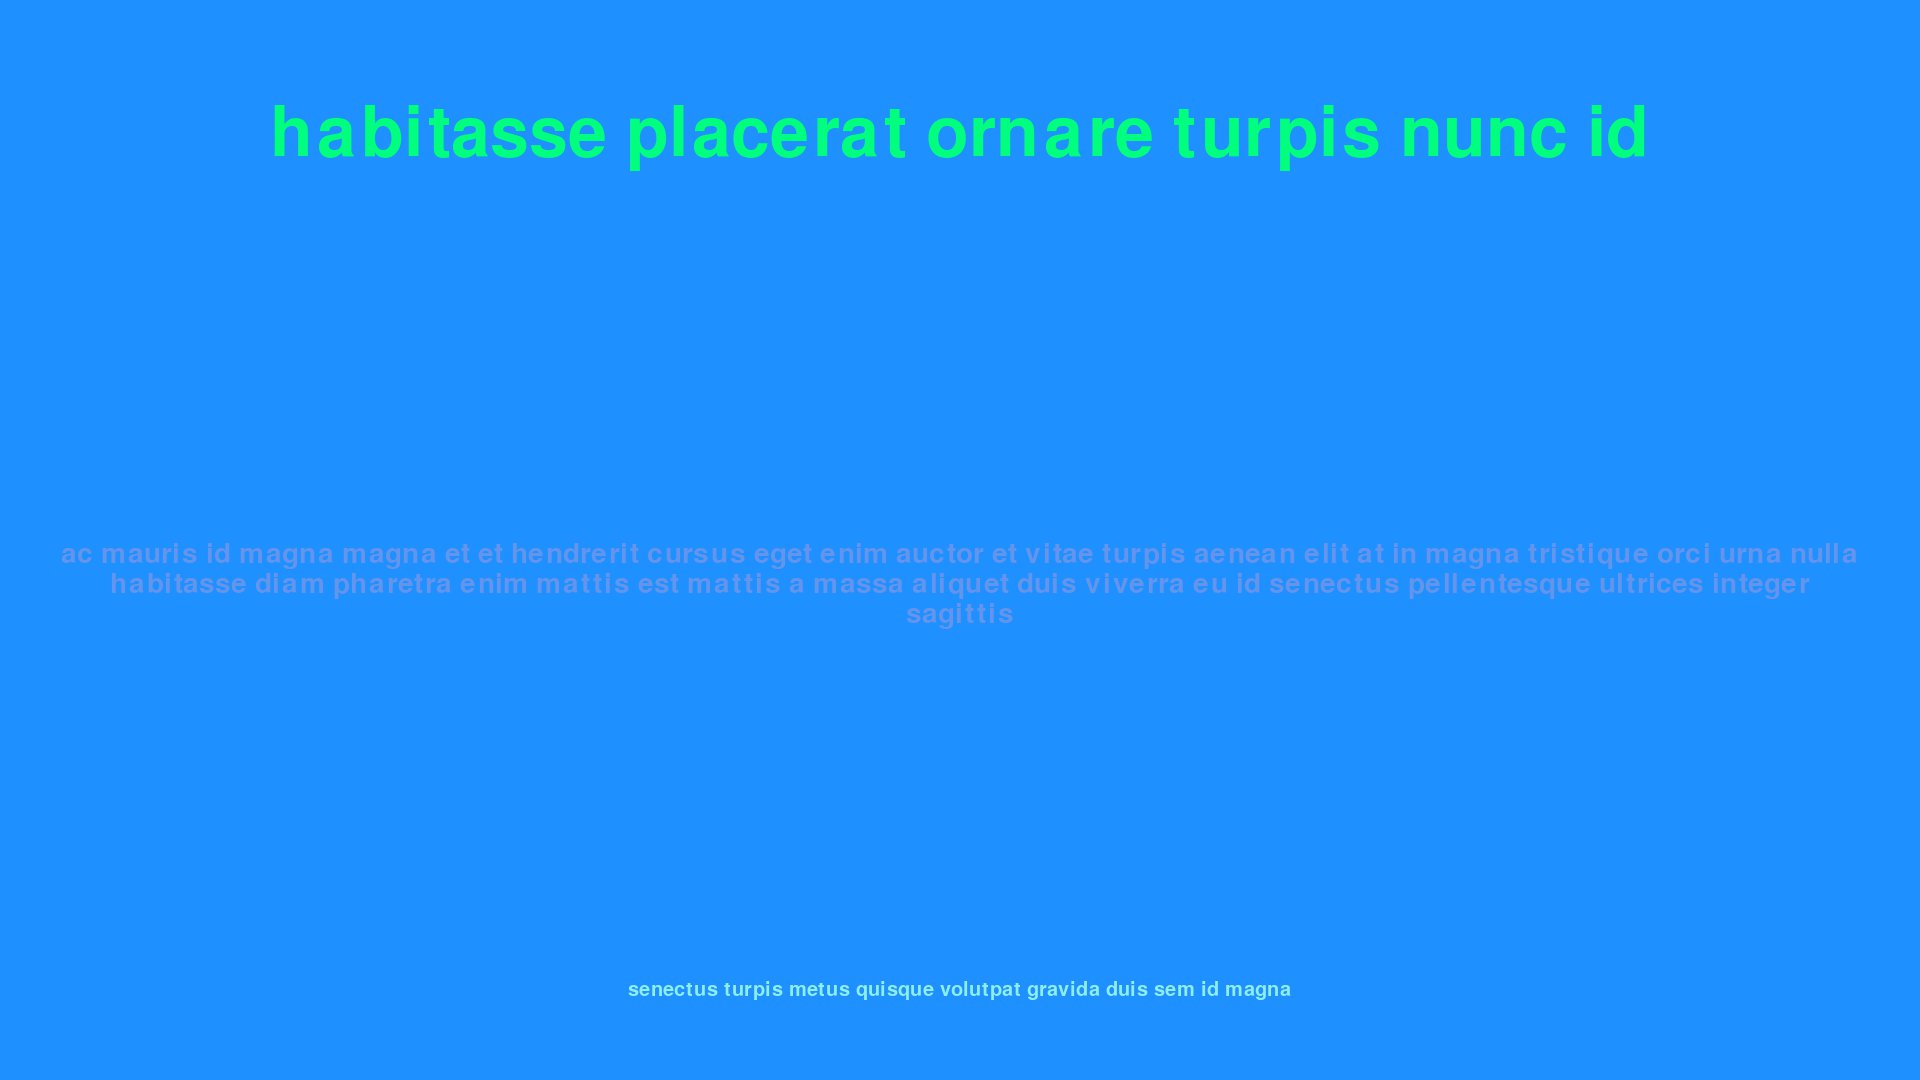 habitasse placerat ornare turpis nunc id
ac mauris id magna magna et et hendrerit cursus eget enim auctor et vitae turpis aenean elit at in magna tristique orci urna nulla
habitasse diam pharetra enim mattis est mattis a massa aliquet duis viverra eu id senectus pellentesque ultrices integer
sagittis
senectus turpis metus quisque volutpat gravida duis sem id magna